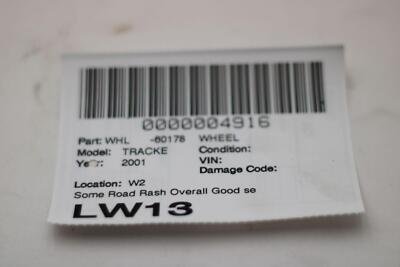 0000004916
Part: WHL -60178 WHEEL
Model: TRACKE Condition:
Year: 2001 VIN:
Damage Code:
Location: W2
Some Road Rash Overall Good se
LW13